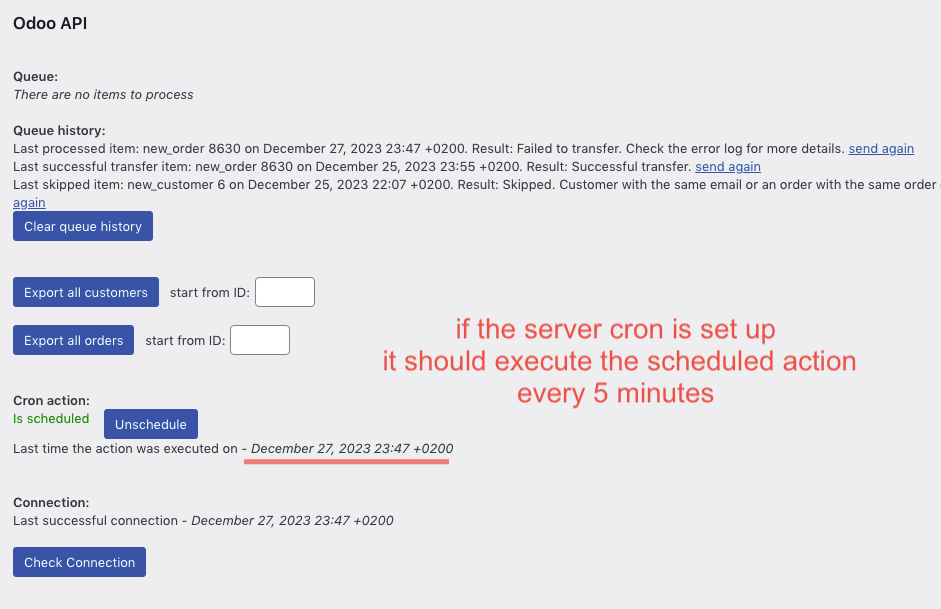 Odoo API
Queue:
There are no items to process
Queue history:
Last processed item: new_order 8630 on December 27, 2023 23:47 +0200. Result: Failed to transfer. Check the error log for more details. send again
Last successful transfer item: new_order 8630 on December 25, 2023 23:55 +0200. Result: Successful transfer. send again
Last skipped item: new_customer 6 on December 25, 2023 22:07 +0200. Result: Skipped. Customer with the same email or an order with the same order
again
Clear queue history
Export all customers start from ID:
Export all orders start from ID:
if the server cron is set up
it should execute the scheduled action
every 5 minutes
Cron action:
Is scheduled Unschedule
Last time the action was executed on - December 27, 2023 23:47 +0200
Connection:
Last successful connection - December 27, 2023 23:47 +0200
Check Connection